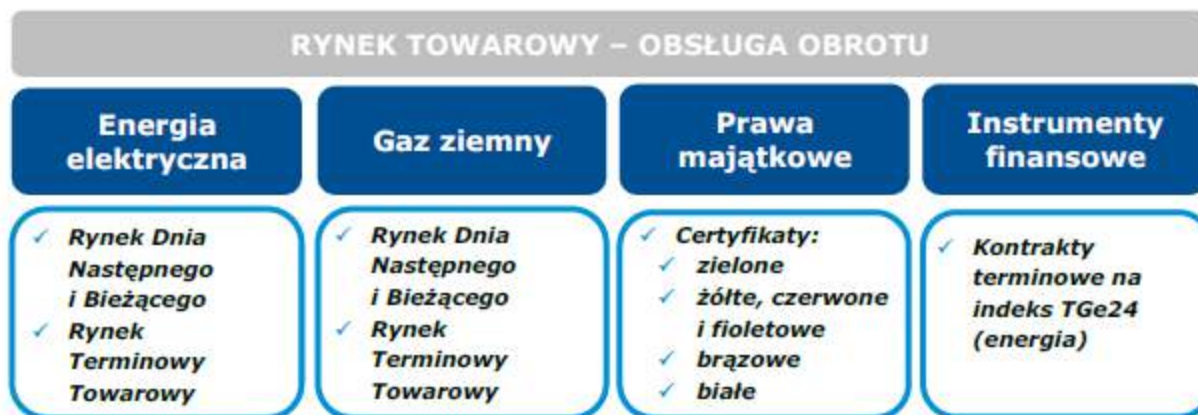 RYNEK TOWAROWY – OBSŁUGA OBROTU
Energia
elektryczna
Gaz ziemny
Prawa
majątkowe
Instrumenty
finansowe
✓ Rynek Dnia
Następnego
i Bieżącego
✓ Rynek
Terminowy
Towarowy
✓ Rynek Dnia
Następnego
i Bieżącego
✓ Rynek
Terminowy
Towarowy
✓ Certyfikaty:
✓ zielone
✓ żółte, czerwone
i fioletowe
✓ brązowe
✓ białe
✓ Kontrakty
terminowe na
indeks TGe24
(energia)